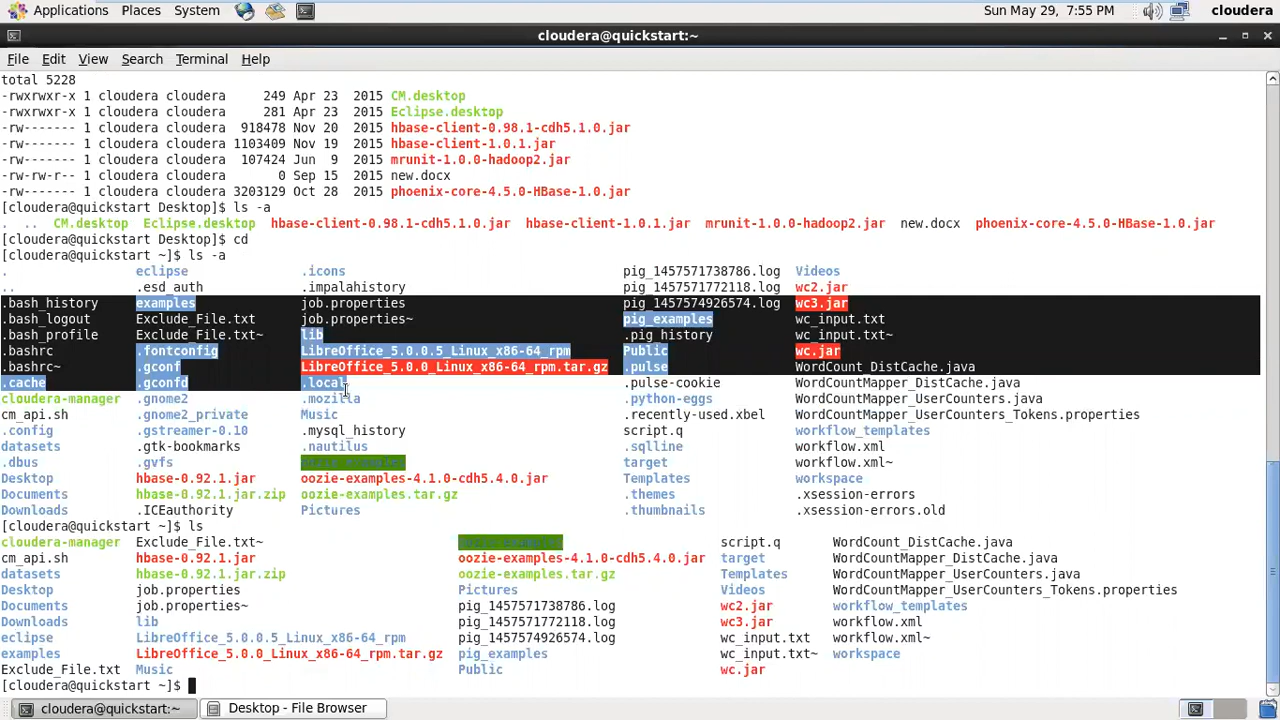 Applications Places System Sun May 29, 7:55 PM cloudera
cloudera@quickstart:~
File Edit View Search Terminal Help
total 5228
-rwxrwxr-x 1 cloudera cloudera 249 Apr 23 2015 CM.desktop
-rwxrwxr-x 1 cloudera cloudera 281 Apr 23 2015 Eclipse.desktop
-rw------- 1 cloudera cloudera 918478 Nov 20 2015 hbase-client-0.98.1-cdh5.1.0.jar
-rw------- 1 cloudera cloudera 1103409 Nov 19 2015 hbase-client-1.0.1.jar
-rw------- 1 cloudera cloudera 107424 Jun 9 2015 mrunit-1.0.0-hadoop2.jar
-rw-rw-r-- 1 cloudera cloudera 0 Sep 15 2015 new.docx
-rw------- 1 cloudera cloudera 3203129 Oct 28 2015 phoenix-core-4.5.0-HBase-1.0.jar
[cloudera@quickstart Desktop]$ ls -a
. .. CM.desktop Eclipse.desktop hbase-client-0.98.1-cdh5.1.0.jar hbase-client-1.0.1.jar mrunit-1.0.0-hadoop2.jar new.docx phoenix-core-4.5.0-HBase-1.0.jar
[cloudera@quickstart Desktop]$ cd
[cloudera@quickstart ~]$ ls -a
. eclipse .icons pig_1457571738786.log Videos
.. .esd_auth .impalahistory pig_1457571772118.log wc2.jar
.bash_history examples job.properties pig_1457574926574.log wc3.jar
.bash_logout Exclude_File.txt job.properties~ pig_examples wc_input.txt
.bash_profile Exclude_File.txt~ lib .pig_history wc_input.txt~
.bashrc .fontconfig LibreOffice_5.0.0.5_Linux_x86-64_rpm Public wc.jar
.bashrc~ .gconf LibreOffice_5.0.0_Linux_x86-64_rpm.tar.gz .pulse WordCount_DistCache.java
.cache .gconfd .local .pulse-cookie WordCountMapper_DistCache.java
cloudera-manager .gnome2 .mozilla .python-eggs WordCountMapper_UserCounters.java
cm_api.sh .gnome2_private Music .recently-used.xbel WordCountMapper_UserCounters_Tokens.properties
.config .gstreamer-0.10 .mysql_history script.q workflow_templates
datasets .gtk-bookmarks .nautilus .sqlline workflow.xml
.dbus .gvfs target workflow.xml~
Desktop hbase-0.92.1.jar oozie-examples-4.1.0-cdh5.4.0.jar Templates workspace
Documents hbase-0.92.1.jar.zip oozie-examples.tar.gz .themes .xsession-errors
Downloads .ICEauthority Pictures .thumbnails .xsession-errors.old
[cloudera@quickstart ~]$ ls
cloudera-manager Exclude_File.txt~ script.q WordCount_DistCache.java
cm_api.sh hbase-0.92.1.jar oozie-examples-4.1.0-cdh5.4.0.jar target WordCountMapper_DistCache.java
datasets hbase-0.92.1.jar.zip oozie-examples.tar.gz Templates WordCountMapper_UserCounters.java
Desktop job.properties Pictures Videos WordCountMapper_UserCounters_Tokens.properties
Documents job.properties~ pig_1457571738786.log wc2.jar workflow_templates
Downloads lib pig_1457571772118.log wc3.jar workflow.xml
eclipse LibreOffice_5.0.0.5_Linux_x86-64_rpm pig_1457574926574.log wc_input.txt workflow.xml~
examples LibreOffice_5.0.0_Linux_x86-64_rpm.tar.gz pig_examples wc_input.txt~ workspace
Exclude_File.txt Music Public wc.jar
[cloudera@quickstart ~]$
cloudera@quickstart:~ Desktop - File Browser